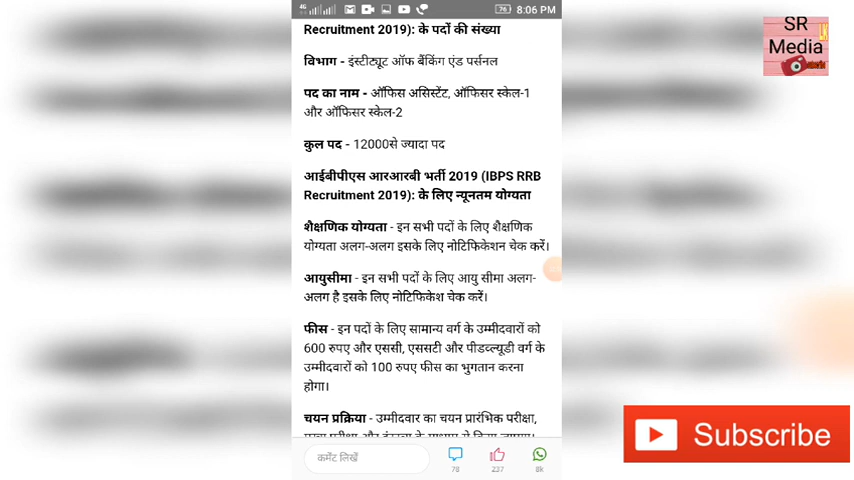 4G
76 8:06 PM
SR
Media
Recruitment 2019): के पदों की संख्या
विभाग - इंस्टीट्यूट ऑफ बैंकिंग एंड पर्सनल
पद का नाम - ऑफिस असिस्टेंट, ऑफिसर स्केल-1
और ऑफिसर स्केल-2
कुल पद - 12000से ज्यादा पद
आईबीपीएस आरआरबी भर्ती 2019 (IBPS RRB
Recruitment 2019): के लिए न्यूनतम योग्यता
शैक्षणिक योग्यता - इन सभी पदों के लिए शैक्षणिक
योग्यता अलग-अलग इसके लिए नोटिफिकेशन चेक करें।
आयुसीमा - इन सभी पदों के लिए आयु सीमा अलग-
अलग है इसके लिए नोटिफिकेश चेक करें।
फीस - इन पदों के लिए सामान्य वर्ग के उम्मीदवारों को
600 रुपए और एससी, एससटी और पीडव्ल्यूडी वर्ग के
उम्मीदवारों को 100 रुपए फीस का भुगतान करना
होगा।
चयन प्रक्रिया - उम्मीदवार का चयन प्रारंभिक परीक्षा,
कमेंट लिखें
78 237 8k
Subscribe